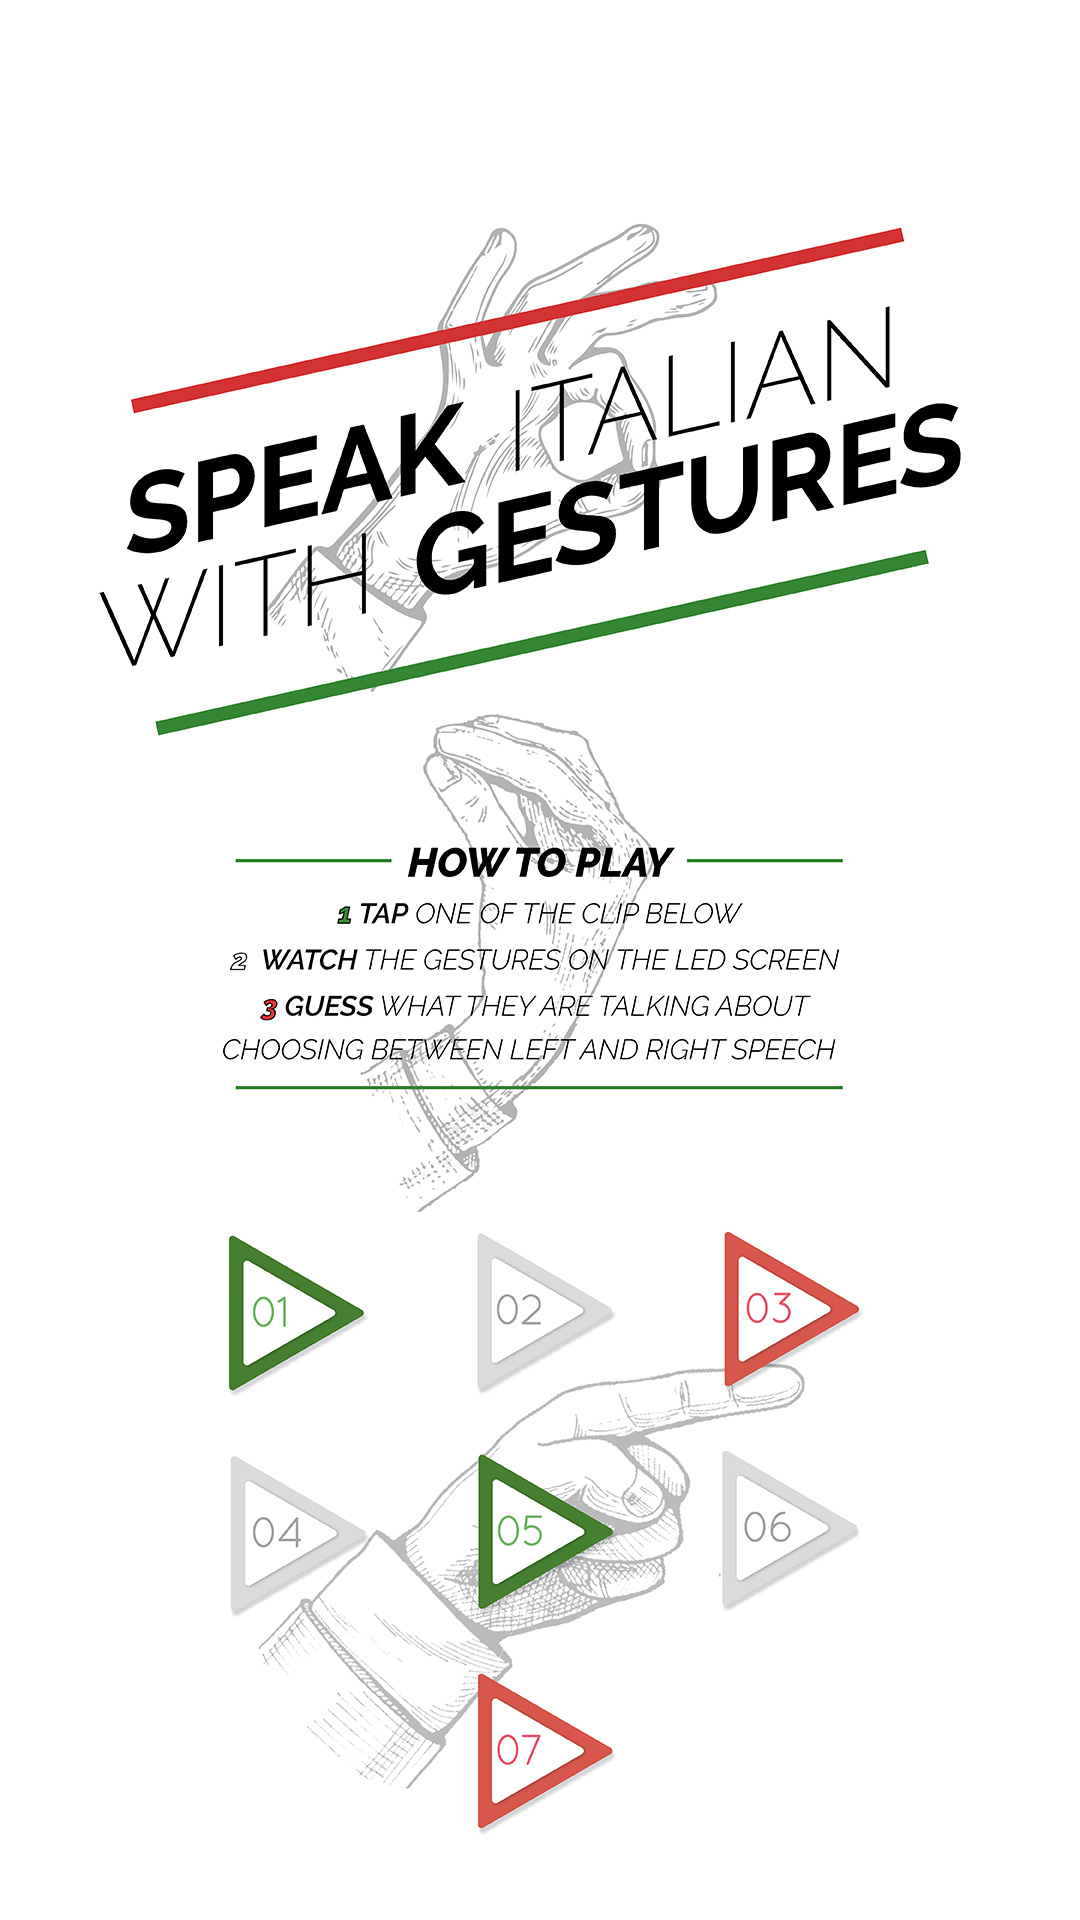 SPEAK ITALIAN
WITH GESTURES
HOW TO PLAY
1 TAP ONE OF THE CLIP BELOW
2 WATCH THE GESTURES ON THE LED SCREEN
3 GUESS WHAT THEY ARE TALKING ABOUT
CHOOSING BETWEEN LEFT AND RIGHT SPEECH
01 02 03
04 05 06
07